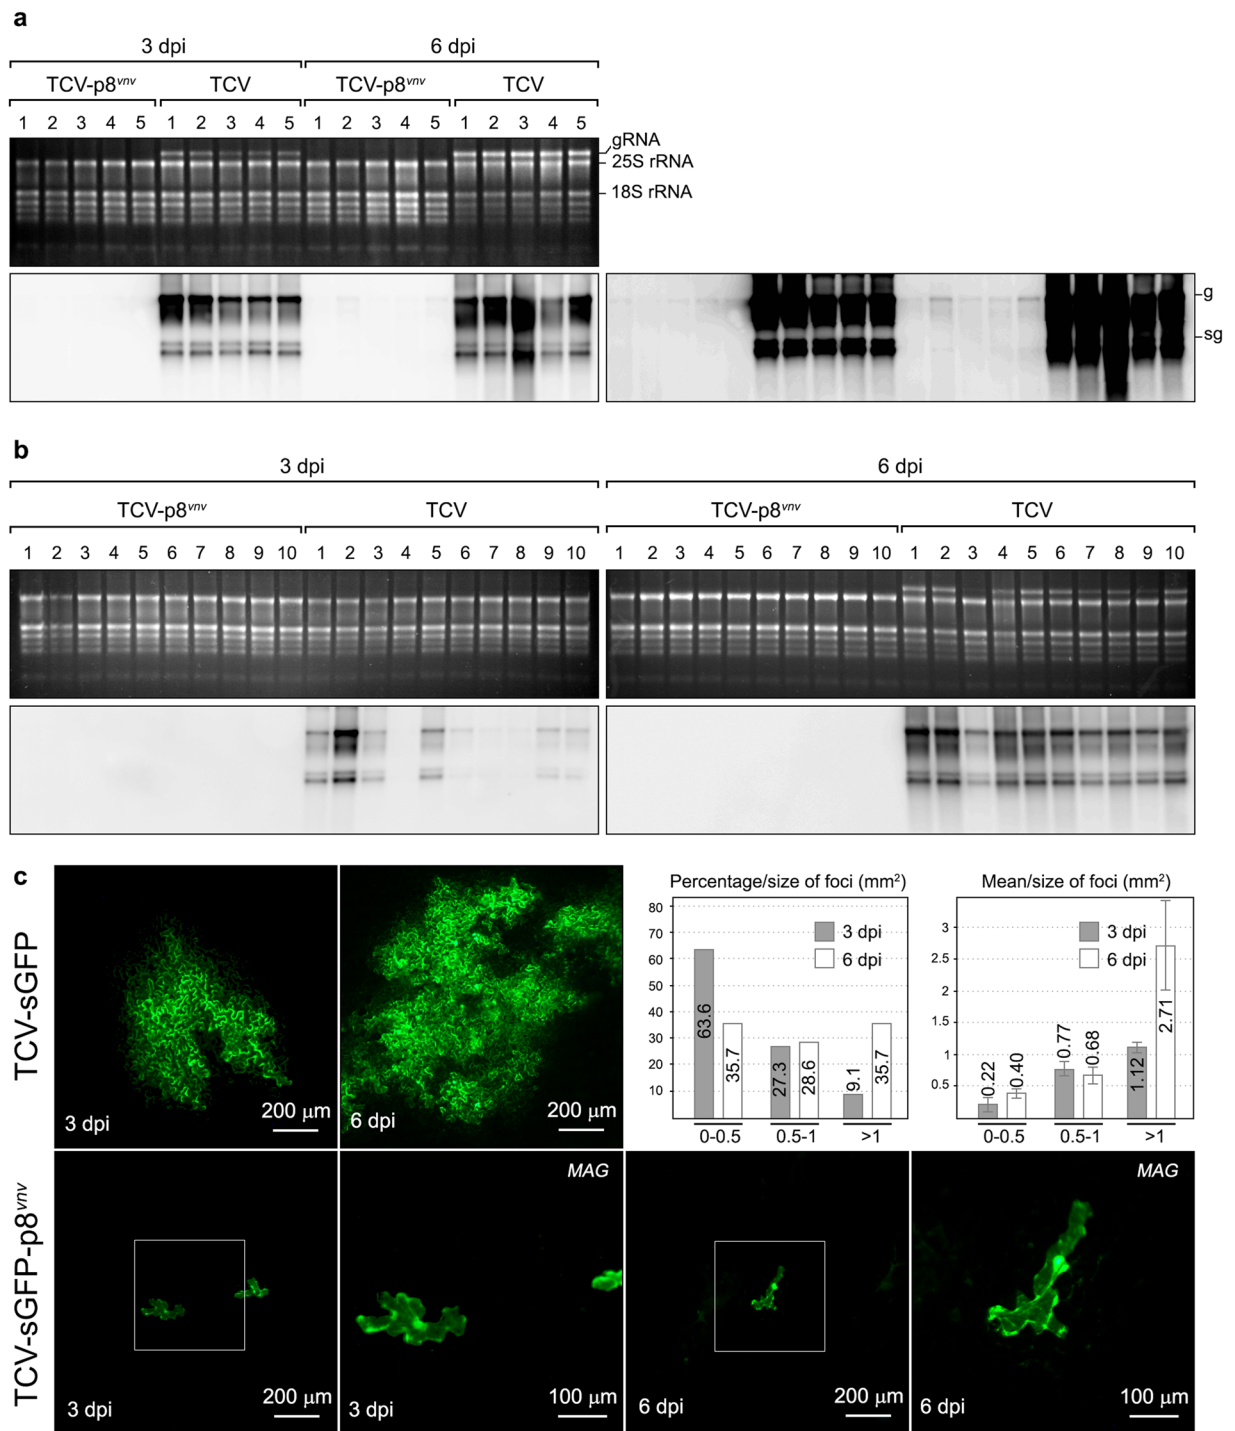 a
3 dpi 6 dpi
TCV-p8vnv TCV TCV-p8vnv TCV
1 2 3 4 5 1 2 3 4 5 1 2 3 4 5 1 2 3 4 5
gRNA
25S rRNA
18S rRNA
g
sg
b
3 dpi 6 dpi
TCV-p8vnv TCV TCV-p8vnv TCV
1 2 3 4 5 6 7 8 9 10 1 2 3 4 5 6 7 8 9 10 1 2 3 4 5 6 7 8 9 10 1 2 3 4 5 6 7 8 9 10
c
TCV-sGFP
3 dpi
200 μm
6 dpi
200 μm
Percentage/size of foci (mm²)
80
70
60
50
40
30
20
10
3 dpi
6 dpi
63.6
35.7
27.3
28.6
9.1
35.7
0-0.5 0.5-1 >1
Mean/size of foci (mm²)
3
2.5
2
1.5
1
0.5
3 dpi
6 dpi
0.22
0.40
0.77
0.68
1.12
2.71
0-0.5 0.5-1 >1
TCV-sGFP-p8vnv
3 dpi
200 μm
MAG
3 dpi
100 μm
6 dpi
200 μm
MAG
6 dpi
100 μm